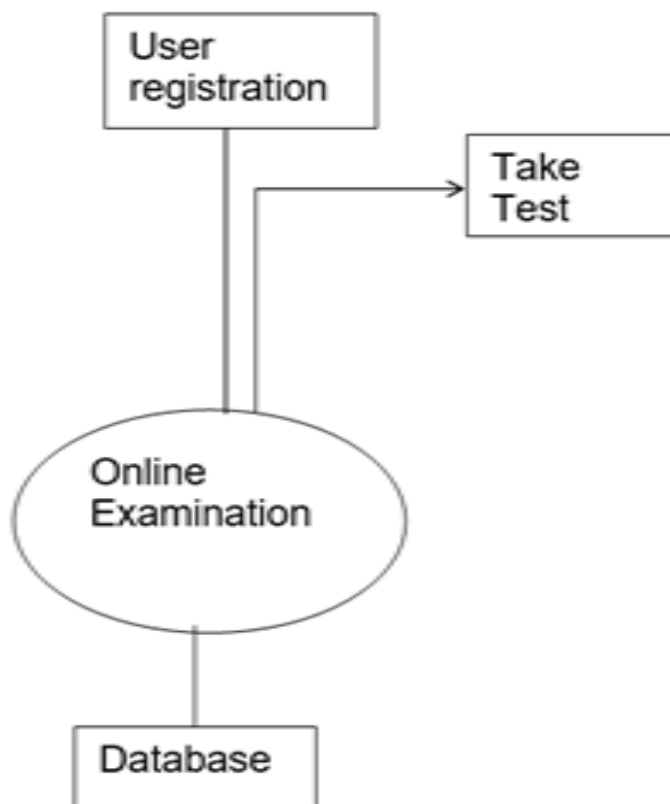 User
registration
Take
Test
Online
Examination
Database